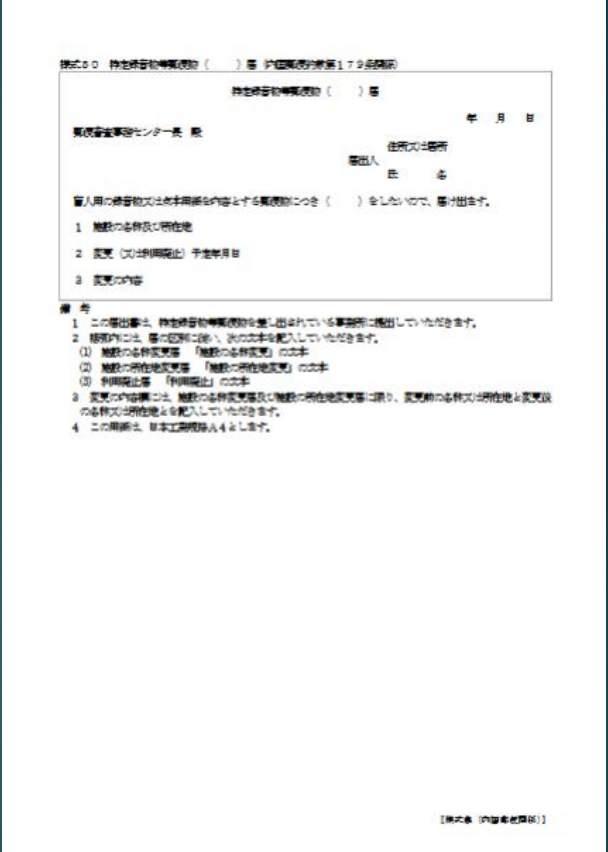 様式50　特定録音物等郵便物（　　　）届（内国郵便約款第179条関係）
特定録音物等郵便物（　　　）届
年　月　日
郵便審査事務センター長　殿
住所又は居所
届出人
氏　　　名
盲人用の録音物又は点字用紙を内容とする郵便物につき（　　　）をしたいので、届け出ます。
1　施設の名称及び所在地
2　変更（又は利用廃止）予定年月日
3　変更の内容
備　考
1　この届出書は、特定録音物等郵便物を差し出されている事業所に提出していただきます。
2　括弧内には、届の区別に従い、次の文字を記入していただきます。
(1)　施設の名称変更届　「施設の名称変更」の文字
(2)　施設の所在地変更届　「施設の所在地変更」の文字
(3)　利用廃止届　「利用廃止」の文字
3　変更の内容欄には、施設の名称変更届及び施設の所在地変更届に限り、変更前の名称又は所在地と変更後
の名称又は所在地とを記入していただきます。
4　この用紙は、日本工業規格A4とします。
［様式集（内国郵便関係）］